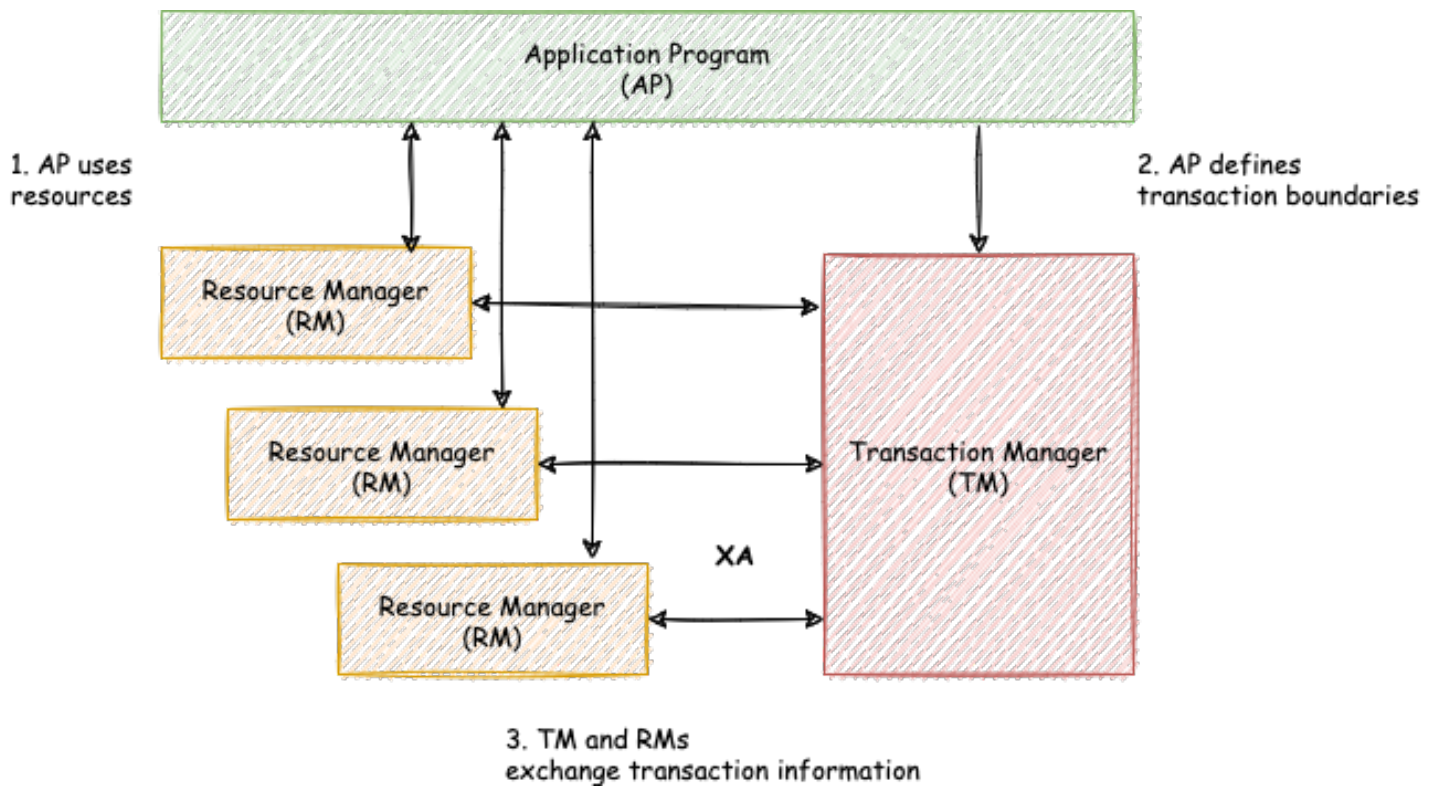 Application Program
(AP)
1. AP uses
resources
2. AP defines
transaction boundaries
Resource Manager
(RM)
Resource Manager
(RM)
Transaction Manager
(TM)
XA
Resource Manager
(RM)
3. TM and RMs
exchange transaction information